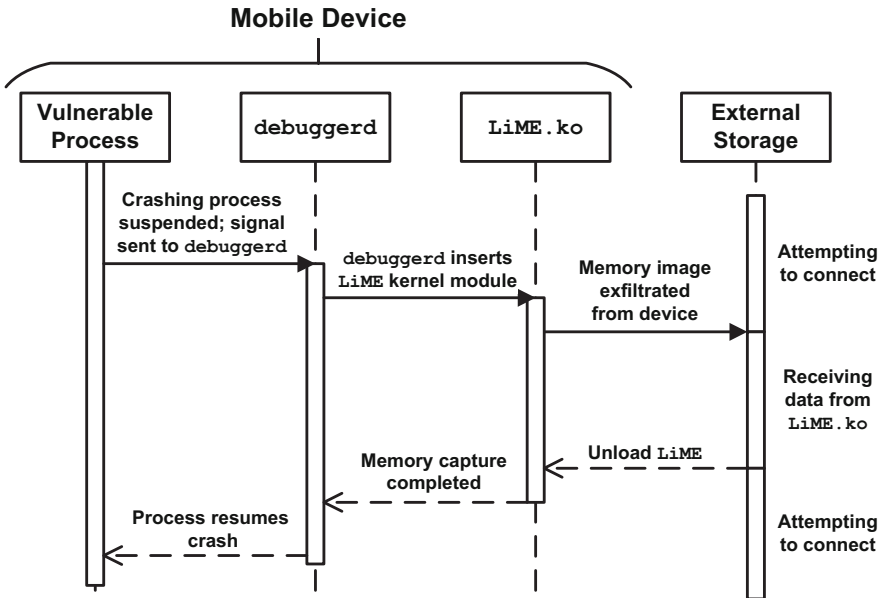 Mobile Device
Vulnerable
Process
debuggerd
LiME.ko
External
Storage
Crashing process
suspended; signal
sent to debuggerd
debuggerd inserts
LiME kernel module
Memory image
exfiltrated
from device
Attempting
to connect
Receiving
data from
LiME.ko
Unload LiME
Memory capture
completed
Process resumes
crash
Attempting
to connect